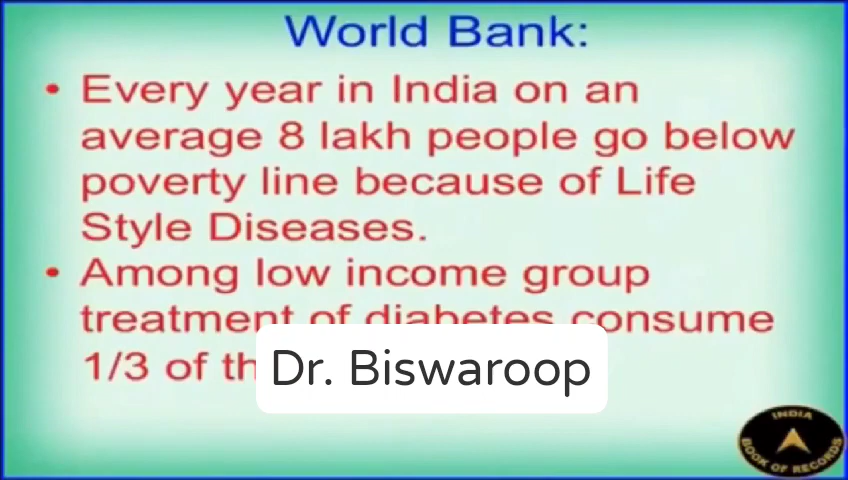 World Bank:
• Every year in India on an
average 8 lakh people go below
poverty line because of Life
Style Diseases.
• Among low income group
treatment of diabetes consume
1/3 of th
Dr. Biswaroop
INDIA
BOOK OF RECORDS